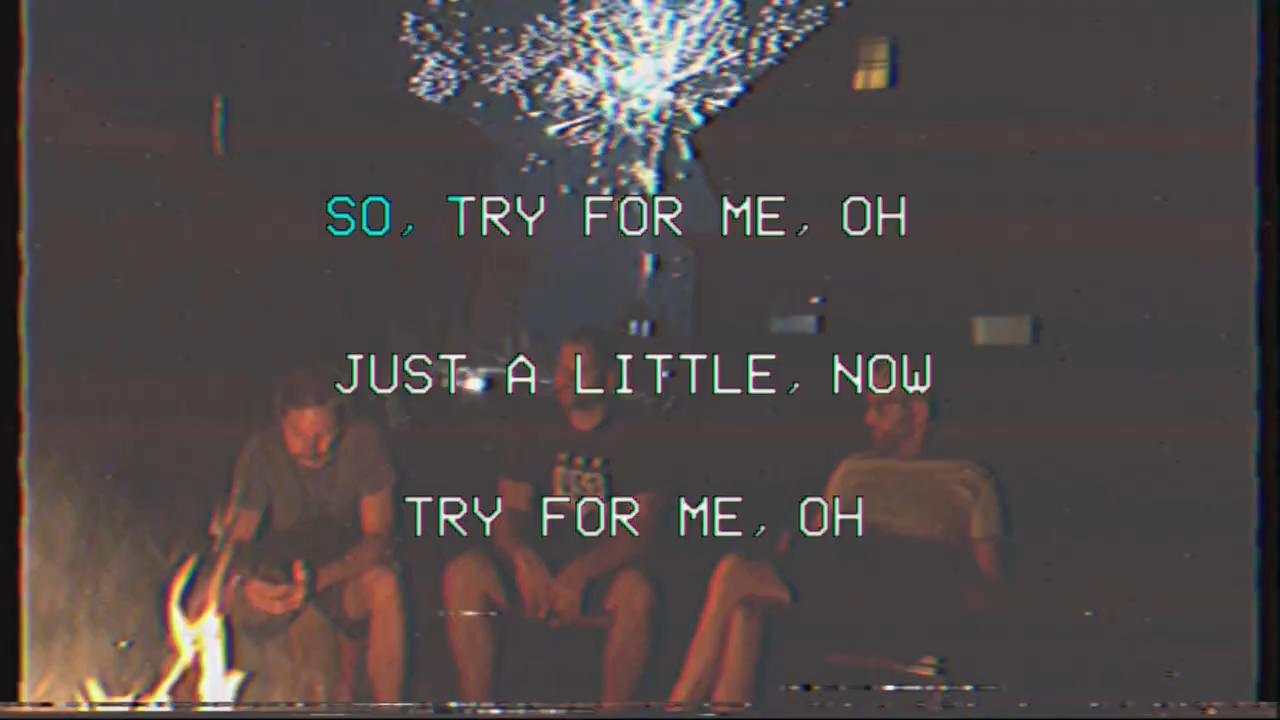 SO, TRY FOR ME, OH
JUST A LITTLE, NOW
TRY FOR ME, OH